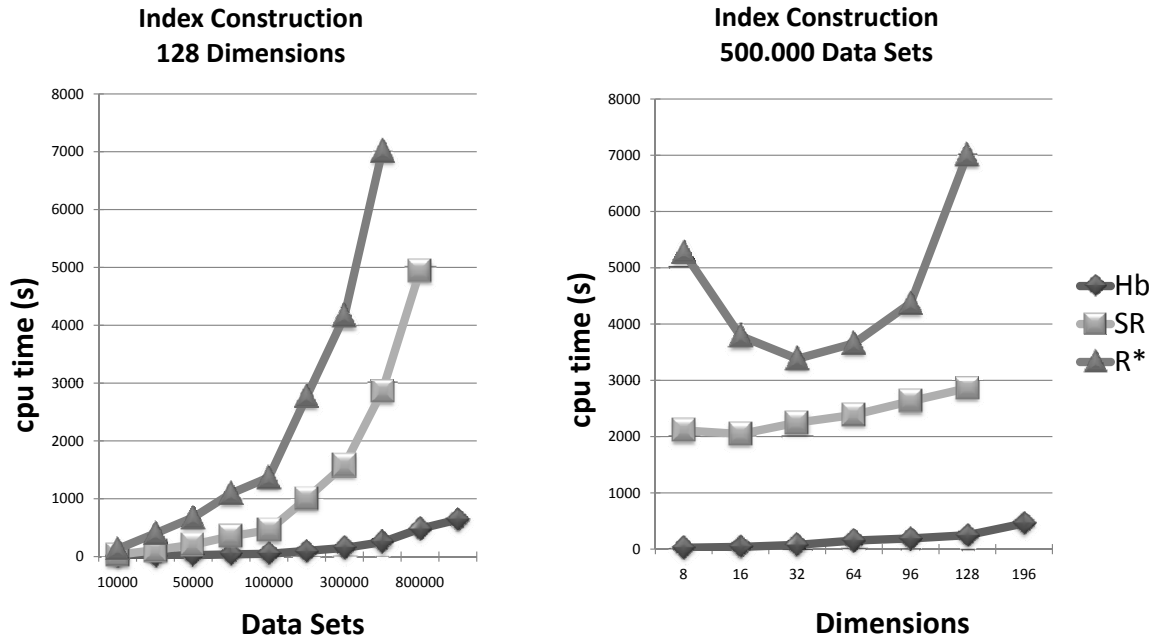 Index Construction
128 Dimensions
8000
7000
6000
5000
4000
3000
2000
1000
0
10000 50000 100000 300000 800000
cpu time (s)
Data Sets
Index Construction
500.000 Data Sets
8000
7000
6000
5000
4000
3000
2000
1000
0
8 16 32 64 96 128 196
cpu time (s)
Dimensions
Hb
SR
R*